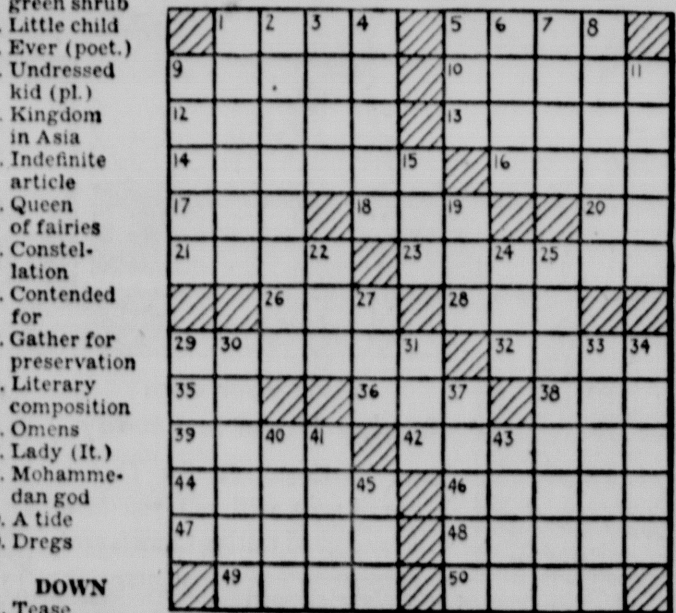 green shrub
. Little child
. Ever (poet.)
. Undressed
kid (pl.)
. Kingdom
in Asia
. Indefinite
article
. Queen
of fairies
. Constel-
lation
. Contended
for
. Gather for
preservation
. Literary
composition
. Omens
. Lady (It.)
. Mohamme-
dan god
. A tide
. Dregs
DOWN
. Tease
1 2 3 4 5 6 7 8
9 10 11
12 13
14 15 16
17 18 19 20
21 22 23 24 25
26 27 28
29 30 31 32 33 34
35 36 37 38
39 40 41 42 43
44 45 46
47 48
49 50